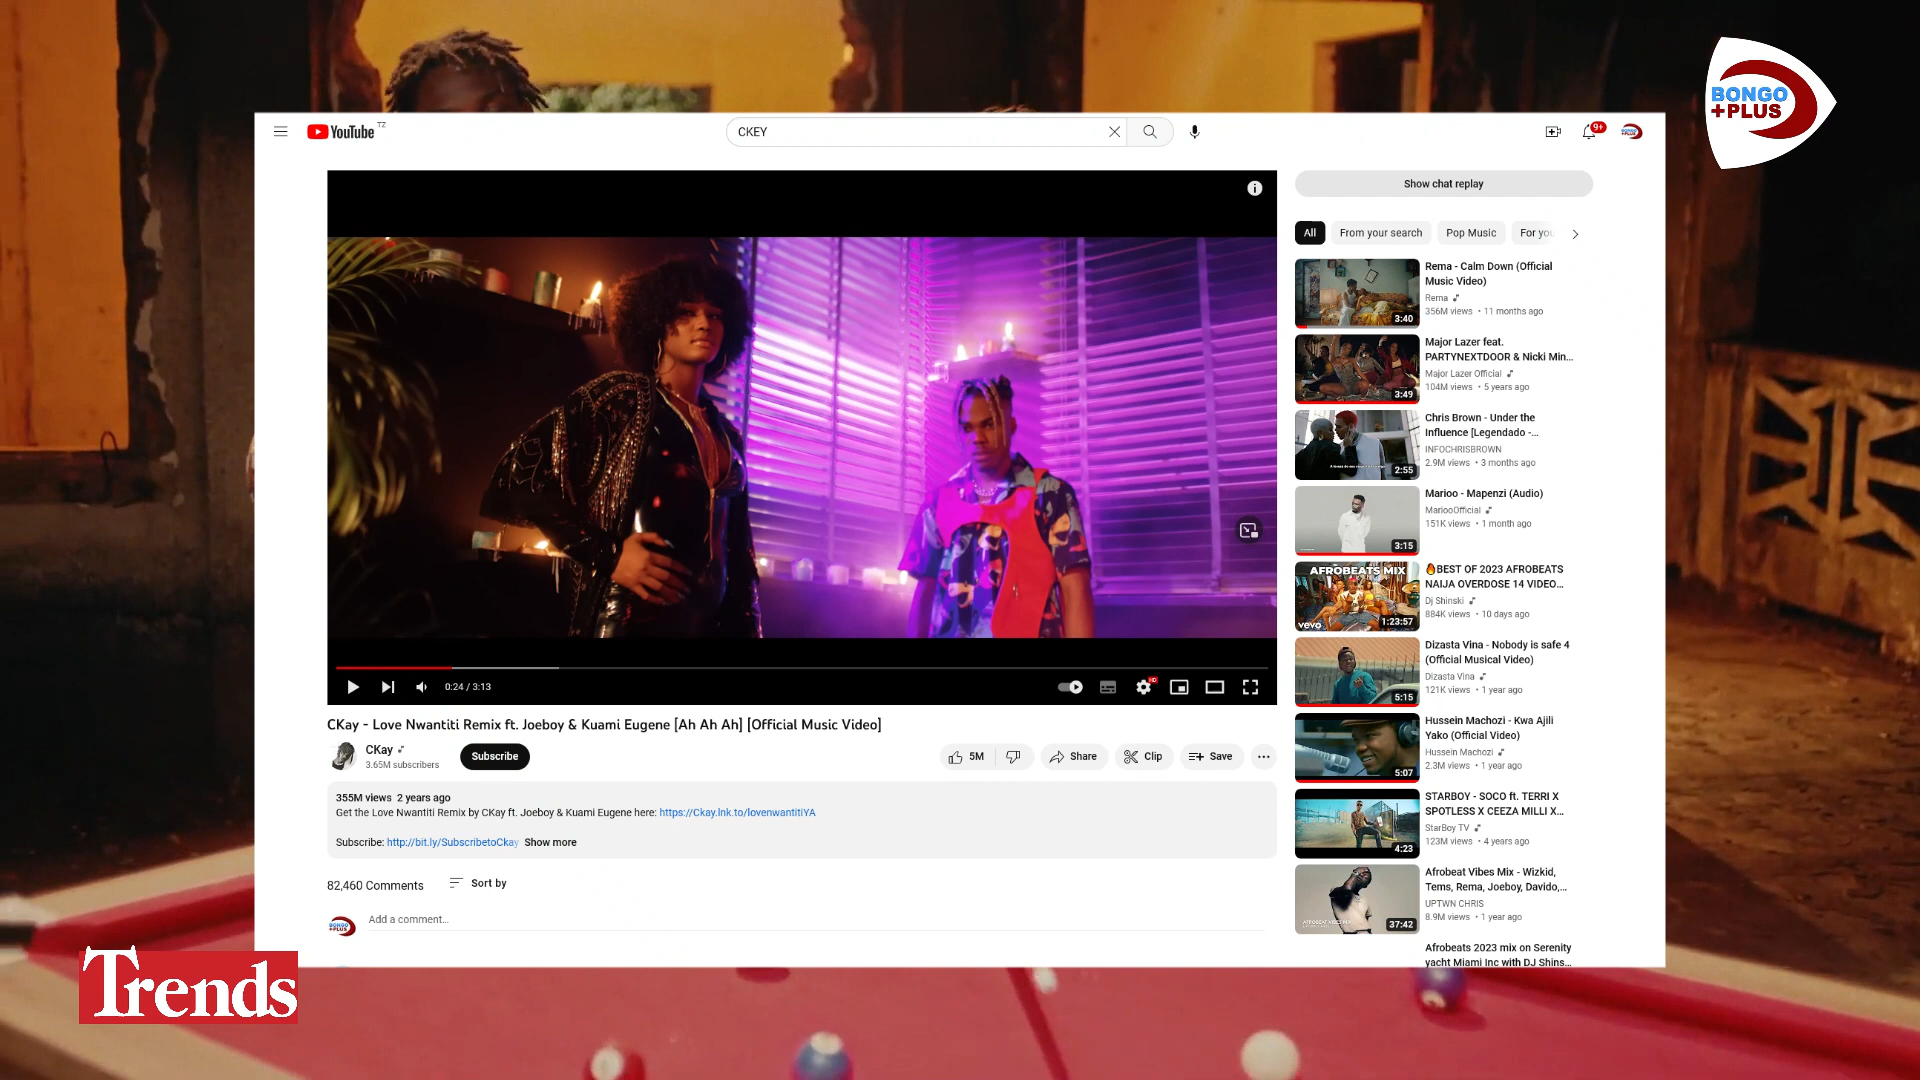 BONGO
+PLUS
YouTube TZ
CKEY
9+
Show chat replay
All
From your search
Pop Music
For you
Rema - Calm Down (Official
Music Video)
Rema
356M views • 11 months ago
3:40
Major Lazer feat.
PARTYNEXTDOOR & Nicki Min...
Major Lazer Official
104M views • 5 years ago
3:49
Chris Brown - Under the
Influence [Legendado -...
INFOCHRISBROWN
2.9M views • 3 months ago
2:55
Marioo - Mapenzi (Audio)
MariooOfficial
151K views • 1 month ago
3:15
AFROBEATS MIX
vevo
1:23:57
🔥BEST OF 2023 AFROBEATS
NAIJA OVERDOSE 14 VIDEO...
Dj Shinski
884K views • 10 days ago
Dizasta Vina - Nobody is safe 4
(Official Musical Video)
Dizasta Vina
121K views • 1 year ago
5:15
Hussein Machozi - Kwa Ajili
Yako (Official Video)
Hussein Machozi
2.3M views • 1 year ago
5:07
STARBOY - SOCO ft. TERRI X
SPOTLESS X CEEZA MILLI X...
StarBoy TV
123M views • 4 years ago
4:23
Afrobeat Vibes Mix - Wizkid,
Tems, Rema, Joeboy, Davido,...
UPTWN CHRIS
8.9M views • 1 year ago
37:42
Afrobeats 2023 mix on Serenity
yacht Miami Inc with DJ Shins...
0:24 / 3:13
HD
CKay - Love Nwantiti Remix ft. Joeboy & Kuami Eugene [Ah Ah Ah] [Official Music Video]
CKay
3.65M subscribers
Subscribe
5M
Share
Clip
Save
355M views 2 years ago
Get the Love Nwantiti Remix by CKay ft. Joeboy & Kuami Eugene here: https://Ckay.lnk.to/lovenwantitiYA
Subscribe: http://bit.ly/SubscribetoCkay Show more
82,460 Comments
Sort by
BONGO
+PLUS
Add a comment...
Trends